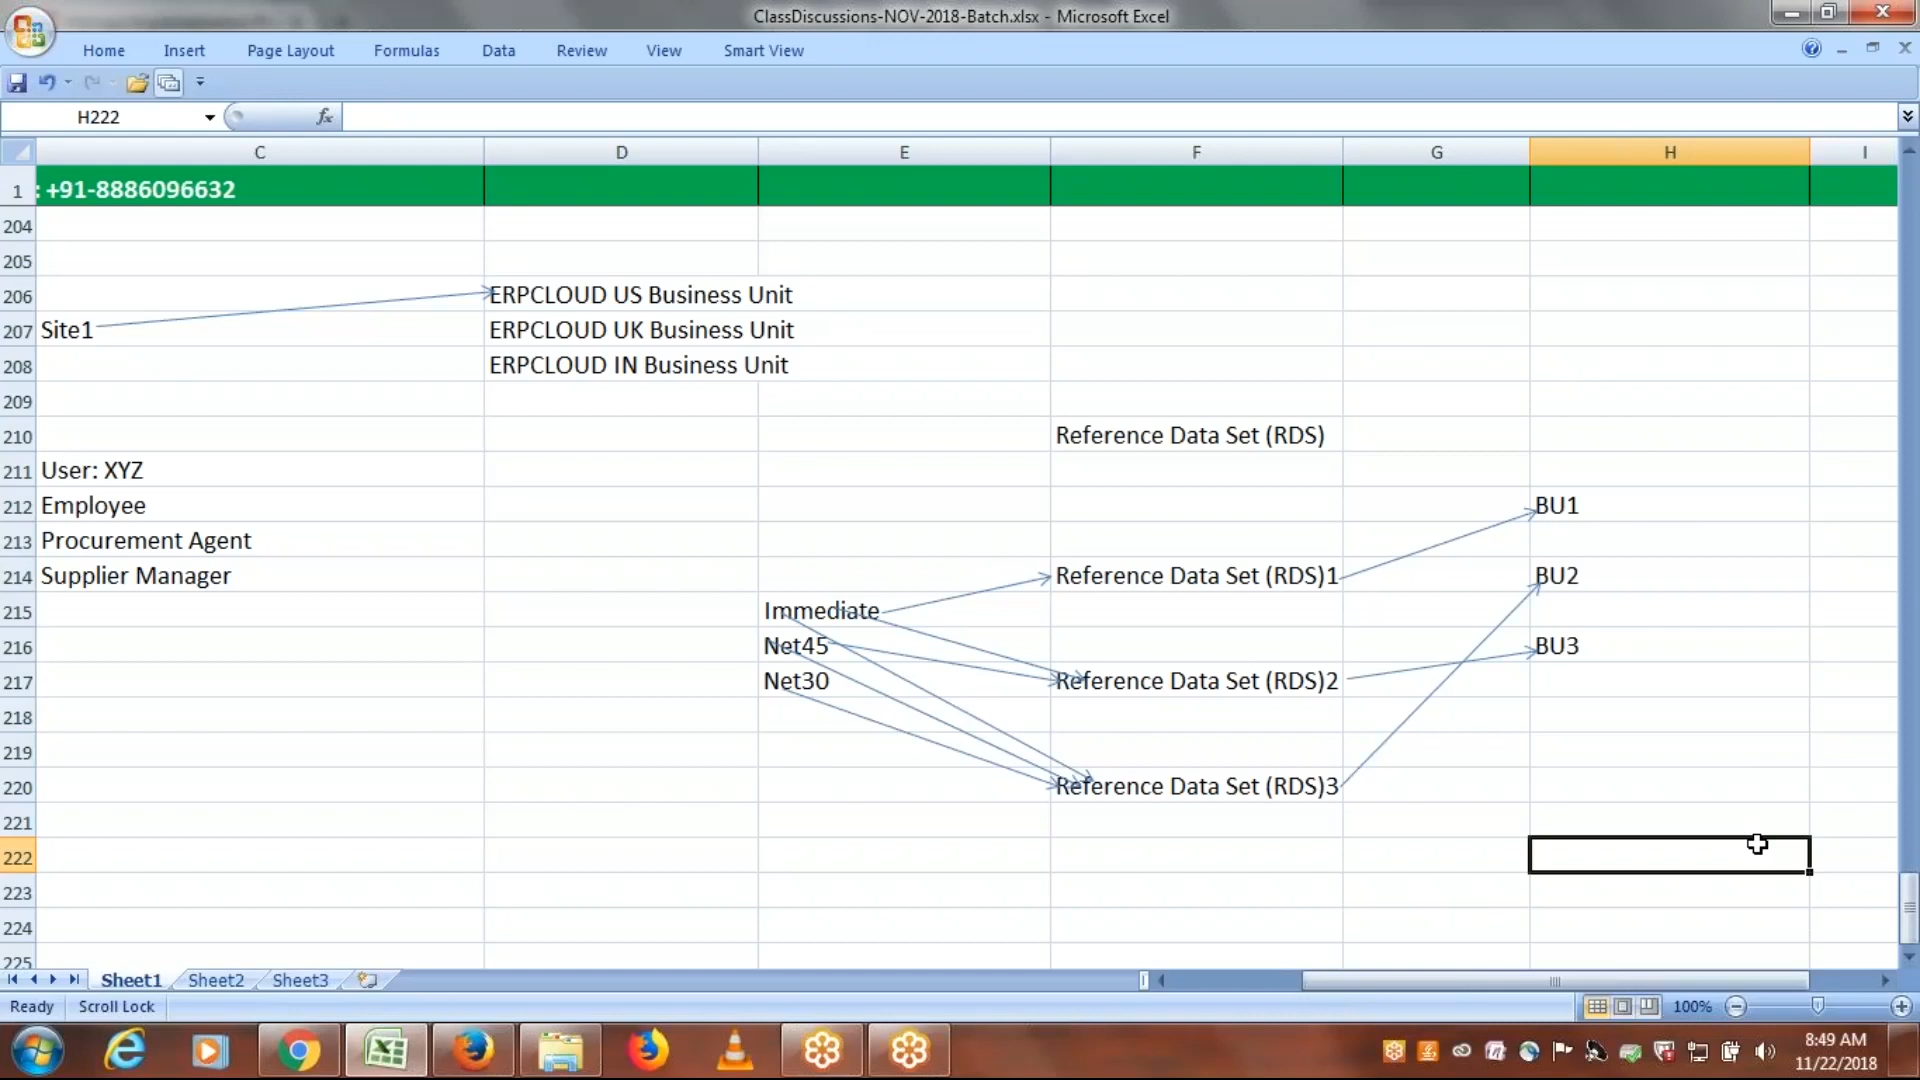 ClassDiscussions-NOV-2018-Batch.xlsx - Microsoft Excel
Home Insert Page Layout Formulas Data Review View Smart View
H222 fx
C D E F G H I
1 : +91-8886096632
204
205
206 ERPCLOUD US Business Unit
207 Site1 ERPCLOUD UK Business Unit
208 ERPCLOUD IN Business Unit
209
210 Reference Data Set (RDS)
211 User: XYZ
212 Employee BU1
213 Procurement Agent
214 Supplier Manager Reference Data Set (RDS)1 BU2
215 Immediate
216 Net45 BU3
217 Net30 Reference Data Set (RDS)2
218
219
220 Reference Data Set (RDS)3
221
222
223
224
225
Sheet1 Sheet2 Sheet3
Ready Scroll Lock 100%
8:49 AM
11/22/2018